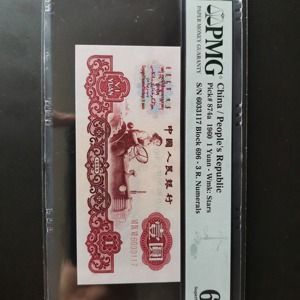 PMG
PAPER MONEY GUARANTY
China / People's Republic
Pick# 874a 1960 1 Yuan - Wmk: Stars
S/N 6033117 Block 696 - 3 R. Numerals
中国人民银行
壹圆
6033117